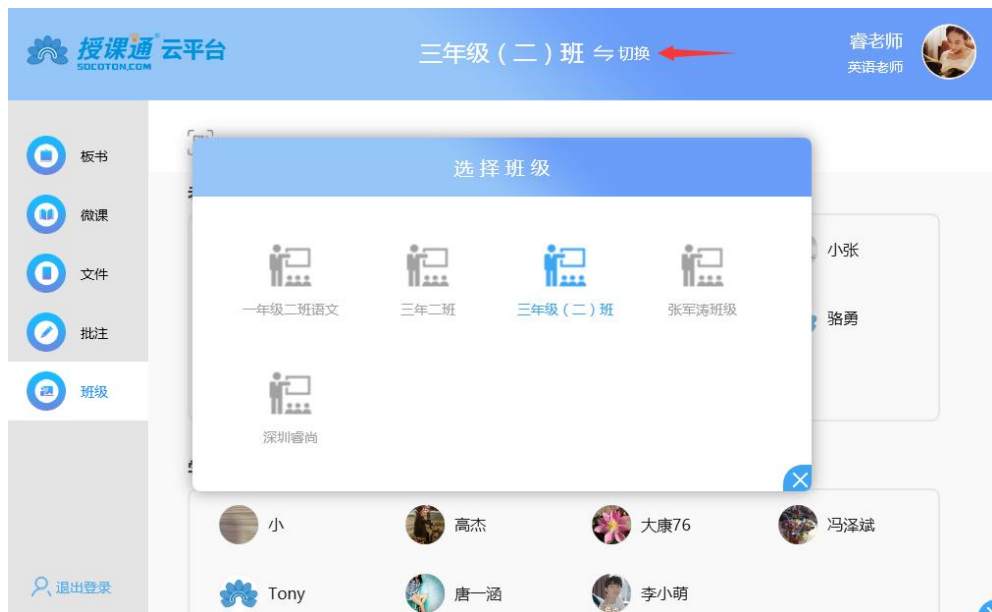 授课通 云平台
SOCOTON.COM
三年级（二）班 切换
睿老师
英语老师
板书
微课
文件
批注
班级
退出登录
选择班级
一年级二班语文
三年二班
三年级（二）班
张军涛班级
深圳睿尚
小张
骆勇
小
高杰
大康76
冯泽斌
Tony
唐一涵
李小萌